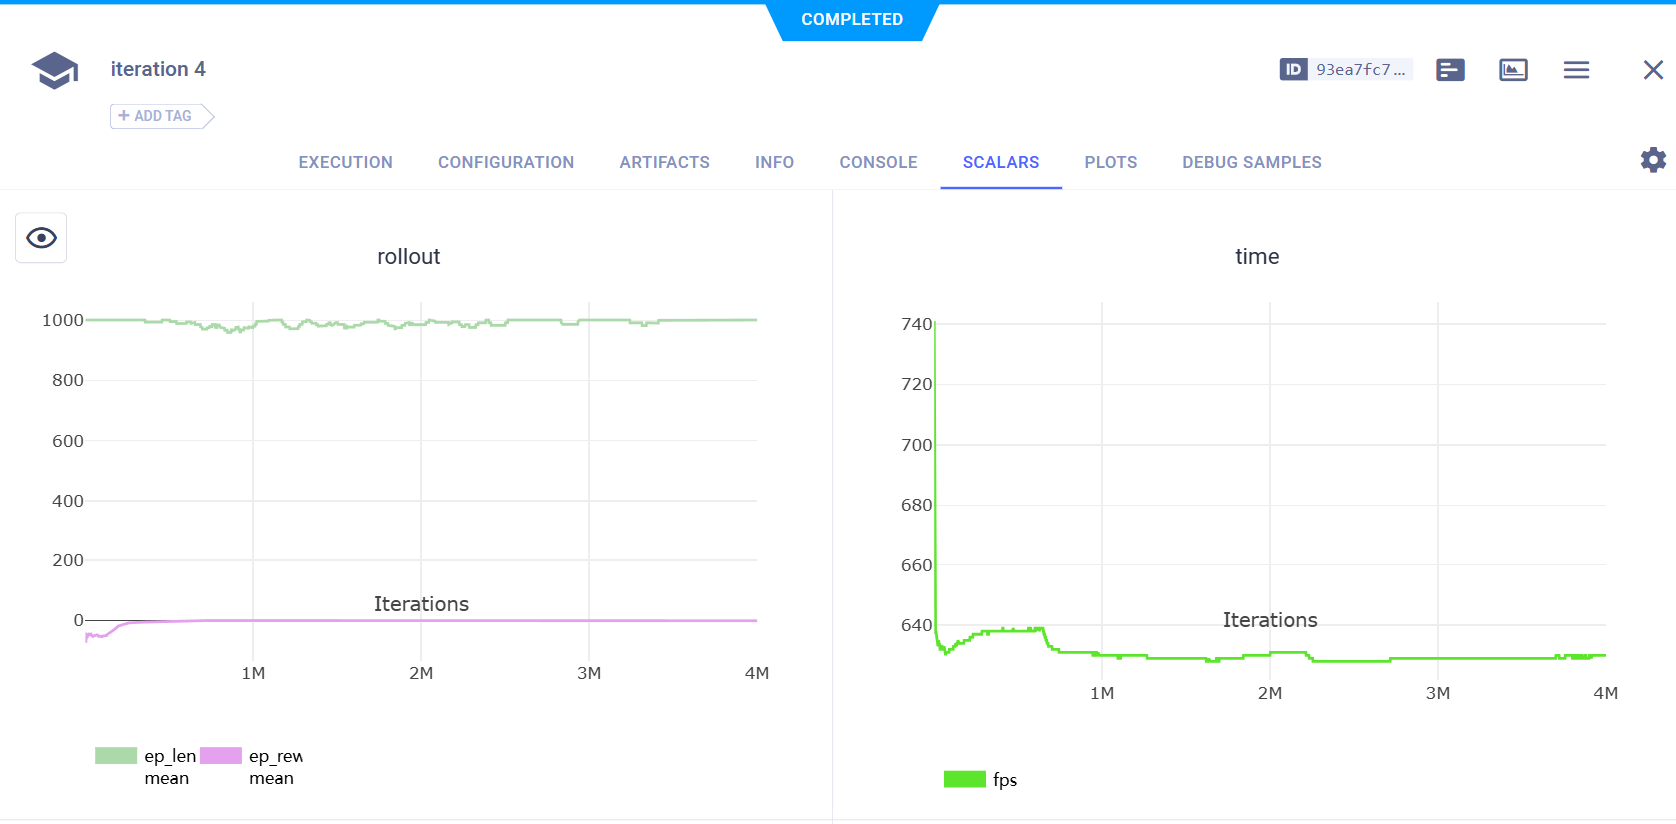 COMPLETED
iteration 4
ID 93ea7fc7...
+ ADD TAG
EXECUTION CONFIGURATION ARTIFACTS INFO CONSOLE SCALARS PLOTS DEBUG SAMPLES
rollout
1000
800
600
400
200
0
Iterations
1M 2M 3M 4M
ep_len mean
ep_rew mean
time
740
720
700
680
660
640
Iterations
1M 2M 3M 4M
fps